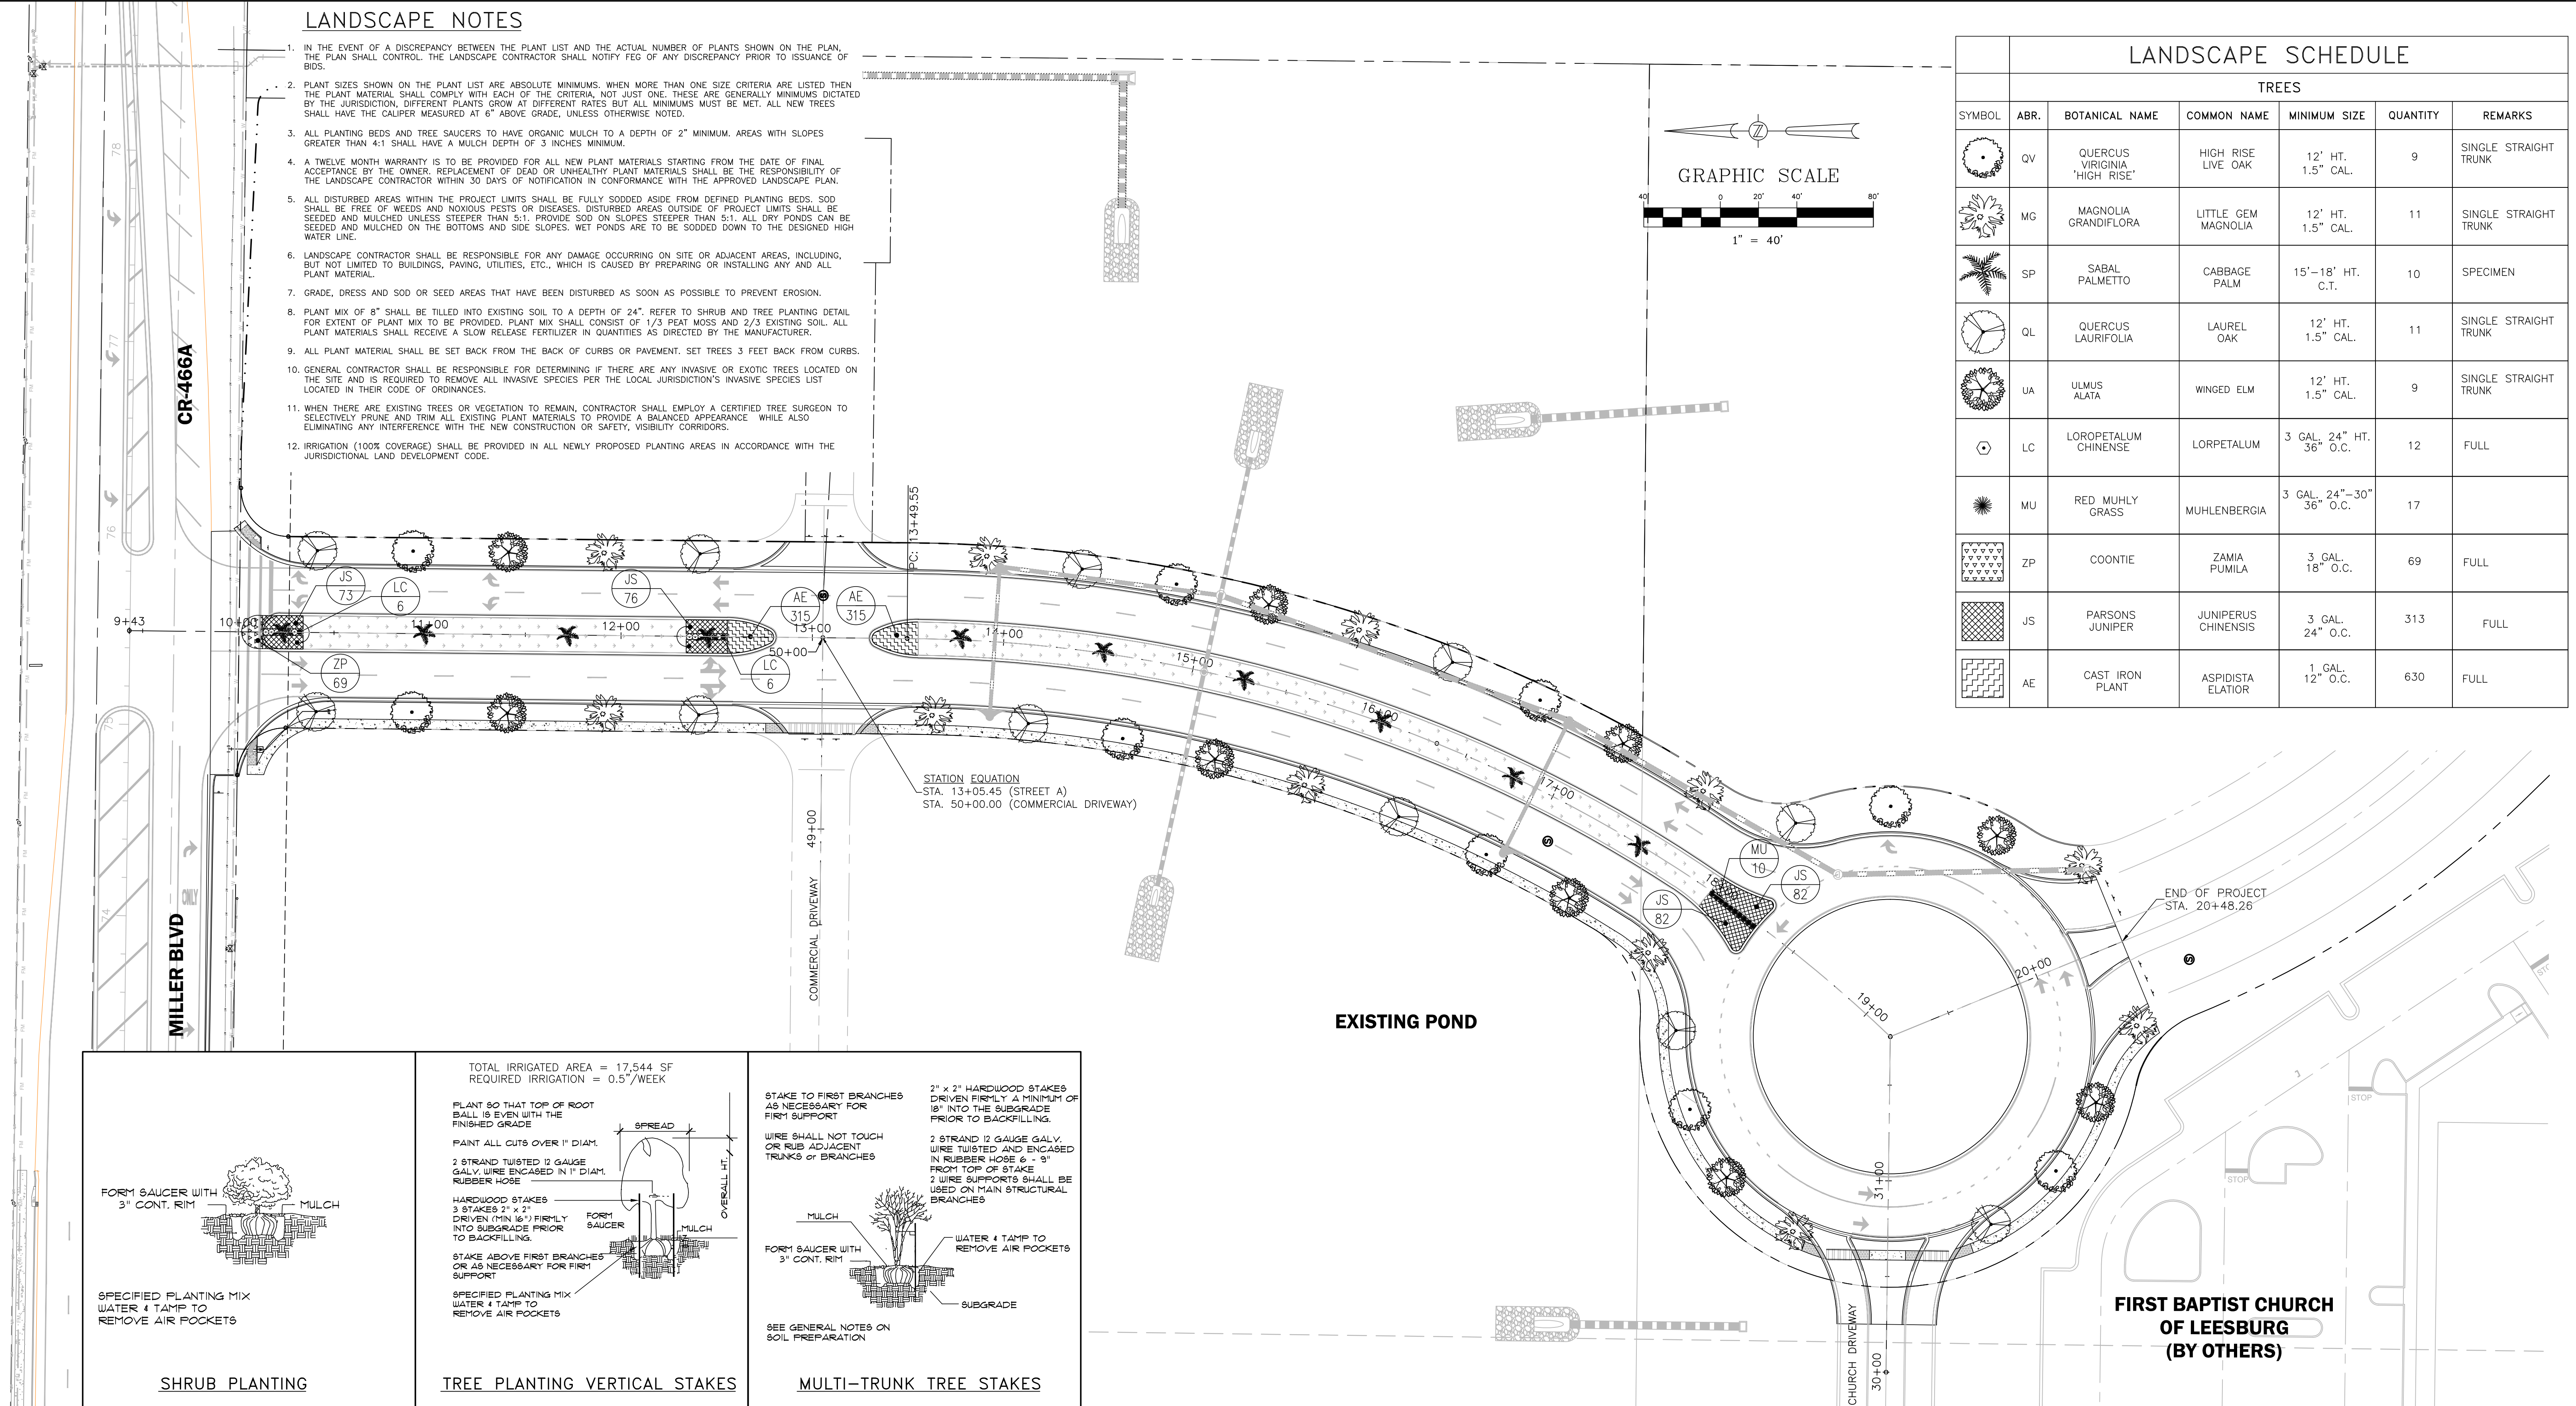 LANDSCAPE NOTES
1. IN THE EVENT OF A DISCREPANCY BETWEEN THE PLANT LIST AND THE ACTUAL NUMBER OF PLANTS SHOWN ON THE PLAN,
THE PLAN SHALL CONTROL. THE LANDSCAPE CONTRACTOR SHALL NOTIFY FEG OF ANY DISCREPANCY PRIOR TO ISSUANCE OF
BIDS.
2. PLANT SIZES SHOWN ON THE PLANT LIST ARE ABSOLUTE MINIMUMS. WHEN MORE THAN ONE SIZE CRITERIA ARE LISTED THEN
THE PLANT MATERIAL SHALL COMPLY WITH EACH OF THE CRITERIA, NOT JUST ONE. THESE ARE GENERALLY MINIMUMS DICTATED
BY THE JURISDICTION, DIFFERENT PLANTS GROW AT DIFFERENT RATES BUT ALL MINIMUMS MUST BE MET. ALL NEW TREES
SHALL HAVE THE CALIPER MEASURED AT 6" ABOVE GRADE, UNLESS OTHERWISE NOTED.
3. ALL PLANTING BEDS AND TREE SAUCERS TO HAVE ORGANIC MULCH TO A DEPTH OF 2" MINIMUM. AREAS WITH SLOPES
GREATER THAN 4:1 SHALL HAVE A MULCH DEPTH OF 3 INCHES MINIMUM.
4. A TWELVE MONTH WARRANTY IS TO BE PROVIDED FOR ALL NEW PLANT MATERIALS STARTING FROM THE DATE OF FINAL
ACCEPTANCE BY THE OWNER. REPLACEMENT OF DEAD OR UNHEALTHY PLANT MATERIALS SHALL BE THE RESPONSIBILITY OF
THE LANDSCAPE CONTRACTOR WITHIN 30 DAYS OF NOTIFICATION IN CONFORMANCE WITH THE APPROVED LANDSCAPE PLAN.
5. ALL DISTURBED AREAS WITHIN THE PROJECT LIMITS SHALL BE FULLY SODDED ASIDE FROM DEFINED PLANTING BEDS. SOD
SHALL BE FREE OF WEEDS AND NOXIOUS PESTS OR DISEASES. DISTURBED AREAS OUTSIDE OF PROJECT LIMITS SHALL BE
SEEDED AND MULCHED UNLESS STEEPER THAN 5:1. PROVIDE SOD ON SLOPES STEEPER THAN 5:1. ALL DRY PONDS CAN BE
SEEDED AND MULCHED ON THE BOTTOMS AND SIDE SLOPES. WET PONDS ARE TO BE SODDED DOWN TO THE DESIGNED HIGH
WATER LINE.
6. LANDSCAPE CONTRACTOR SHALL BE RESPONSIBLE FOR ANY DAMAGE OCCURRING ON SITE OR ADJACENT AREAS, INCLUDING,
BUT NOT LIMITED TO BUILDINGS, PAVING, UTILITIES, ETC., WHICH IS CAUSED BY PREPARING OR INSTALLING ANY AND ALL
PLANT MATERIAL.
7. GRADE, DRESS AND SOD OR SEED AREAS THAT HAVE BEEN DISTURBED AS SOON AS POSSIBLE TO PREVENT EROSION.
8. PLANT MIX OF 8" SHALL BE TILLED INTO EXISTING SOIL TO A DEPTH OF 24". REFER TO SHRUB AND TREE PLANTING DETAIL
FOR EXTENT OF PLANT MIX TO BE PROVIDED. PLANT MIX SHALL CONSIST OF 1/3 PEAT MOSS AND 2/3 EXISTING SOIL. ALL
PLANT MATERIALS SHALL RECEIVE A SLOW RELEASE FERTILIZER IN QUANTITIES AS DIRECTED BY THE MANUFACTURER.
9. ALL PLANT MATERIAL SHALL BE SET BACK FROM THE BACK OF CURBS OR PAVEMENT. SET TREES 3 FEET BACK FROM CURBS.
10. GENERAL CONTRACTOR SHALL BE RESPONSIBLE FOR DETERMINING IF THERE ARE ANY INVASIVE OR EXOTIC TREES LOCATED ON
THE SITE AND IS REQUIRED TO REMOVE ALL INVASIVE SPECIES PER THE LOCAL JURISDICTION'S INVASIVE SPECIES LIST
LOCATED IN THEIR CODE OF ORDINANCES.
11. WHEN THERE ARE EXISTING TREES OR VEGETATION TO REMAIN, CONTRACTOR SHALL EMPLOY A CERTIFIED TREE SURGEON TO
SELECTIVELY PRUNE AND TRIM ALL EXISTING PLANT MATERIALS TO PROVIDE A BALANCED APPEARANCE WHILE ALSO
ELIMINATING ANY INTERFERENCE WITH THE NEW CONSTRUCTION OR SAFETY, VISIBILITY CORRIDORS.
12. IRRIGATION (100% COVERAGE) SHALL BE PROVIDED IN ALL NEWLY PROPOSED PLANTING AREAS IN ACCORDANCE WITH THE
JURISDICTIONAL LAND DEVELOPMENT CODE.
Z
GRAPHIC SCALE
40' 0 20' 40' 80'
1" = 40'
LANDSCAPE SCHEDULE
TREES
SYMBOL ABR. BOTANICAL NAME COMMON NAME MINIMUM SIZE QUANTITY REMARKS
QV QUERCUS VIRIGINIA 'HIGH RISE' HIGH RISE LIVE OAK 12' HT. 1.5" CAL. 9 SINGLE STRAIGHT TRUNK
MG MAGNOLIA GRANDIFLORA LITTLE GEM MAGNOLIA 12' HT. 1.5" CAL. 11 SINGLE STRAIGHT TRUNK
SP SABAL PALMETTO CABBAGE PALM 15'-18' HT. C.T. 10 SPECIMEN
QL QUERCUS LAURIFOLIA LAUREL OAK 12' HT. 1.5" CAL. 11 SINGLE STRAIGHT TRUNK
UA ULMUS ALATA WINGED ELM 12' HT. 1.5" CAL. 9 SINGLE STRAIGHT TRUNK
LC LOROPETALUM CHINENSE LORPETALUM 3 GAL. 24" HT. 36" O.C. 12 FULL
MU RED MUHLY GRASS MUHLENBERGIA 3 GAL. 24"-30" 36" O.C. 17
ZP COONTIE ZAMIA PUMILA 3 GAL. 18" O.C. 69 FULL
JS PARSONS JUNIPER JUNIPERUS CHINENSIS 3 GAL. 24" O.C. 313 FULL
AE CAST IRON PLANT ASPIDISTA ELATIOR 1 GAL. 12" O.C. 630 FULL
CR-466A
MILLER BLVD
78
77
76
75
74
ONLY
9+43
10+00
11+00
12+00
13+00
50+00
14+00
15+00
16+00
17+00
19+00
20+00
31+00
30+00
49+00
PC: 13+49.55
JS
73
LC
6
JS
76
AE
315
AE
315
ZP
69
LC
6
MU
10
JS
82
JS
82
STATION EQUATION
STA. 13+05.45 (STREET A)
STA. 50+00.00 (COMMERCIAL DRIVEWAY)
COMMERCIAL DRIVEWAY
EXISTING POND
END OF PROJECT
STA. 20+48.26
CHURCH DRIVEWAY
STOP
STOP
FIRST BAPTIST CHURCH
OF LEESBURG
(BY OTHERS)
FORM SAUCER WITH
3" CONT. RIM
MULCH
SPECIFIED PLANTING MIX
WATER & TAMP TO
REMOVE AIR POCKETS
SHRUB PLANTING
TOTAL IRRIGATED AREA = 17,544 SF
REQUIRED IRRIGATION = 0.5"/WEEK
PLANT SO THAT TOP OF ROOT
BALL IS EVEN WITH THE
FINISHED GRADE
PAINT ALL CUTS OVER 1" DIAM.
2 STRAND TWISTED 12 GAUGE
GALV. WIRE ENCASED IN 1" DIAM.
RUBBER HOSE
HARDWOOD STAKES
3 STAKES 2" x 2"
DRIVEN (MIN 16") FIRMLY
INTO SUBGRADE PRIOR
TO BACKFILLING.
STAKE ABOVE FIRST BRANCHES
OR AS NECESSARY FOR FIRM
SUPPORT
SPECIFIED PLANTING MIX
WATER & TAMP TO
REMOVE AIR POCKETS
SPREAD
OVERALL HT.
FORM
SAUCER
MULCH
TREE PLANTING VERTICAL STAKES
STAKE TO FIRST BRANCHES
AS NECESSARY FOR
FIRM SUPPORT
WIRE SHALL NOT TOUCH
OR RUB ADJACENT
TRUNKS or BRANCHES
2" x 2" HARDWOOD STAKES
DRIVEN FIRMLY A MINIMUM OF
18" INTO THE SUBGRADE
PRIOR TO BACKFILLING.
2 STRAND 12 GAUGE GALV.
WIRE TWISTED AND ENCASED
IN RUBBER HOSE 6 - 9"
FROM TOP OF STAKE
2 WIRE SUPPORTS SHALL BE
USED ON MAIN STRUCTURAL
BRANCHES
MULCH
FORM SAUCER WITH
3" CONT. RIM
WATER & TAMP TO
REMOVE AIR POCKETS
SUBGRADE
SEE GENERAL NOTES ON
SOIL PREPARATION
MULTI-TRUNK TREE STAKES